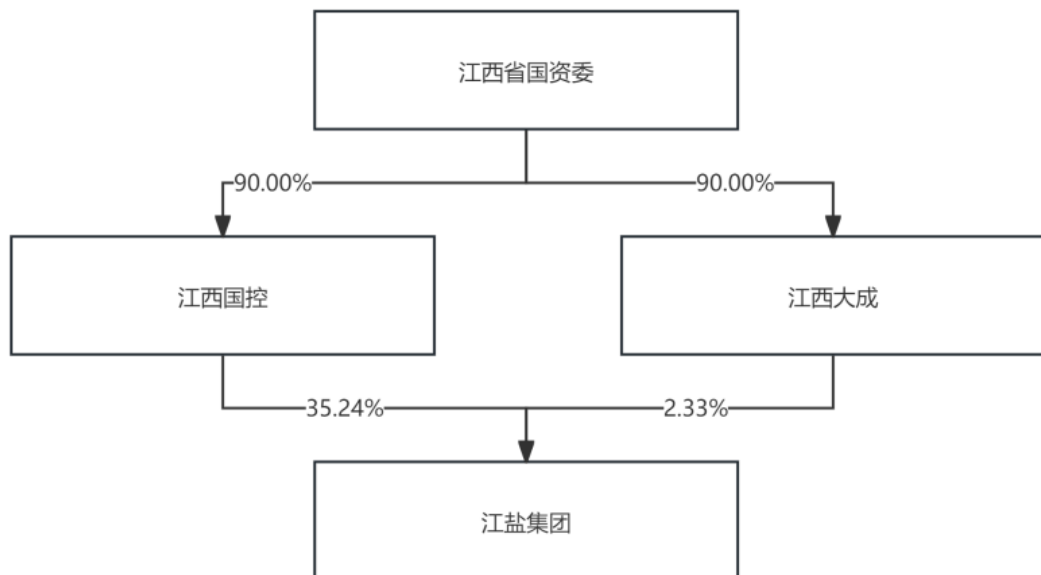 江西省国资委
90.00%
90.00%
江西国控
江西大成
35.24%
2.33%
江盐集团